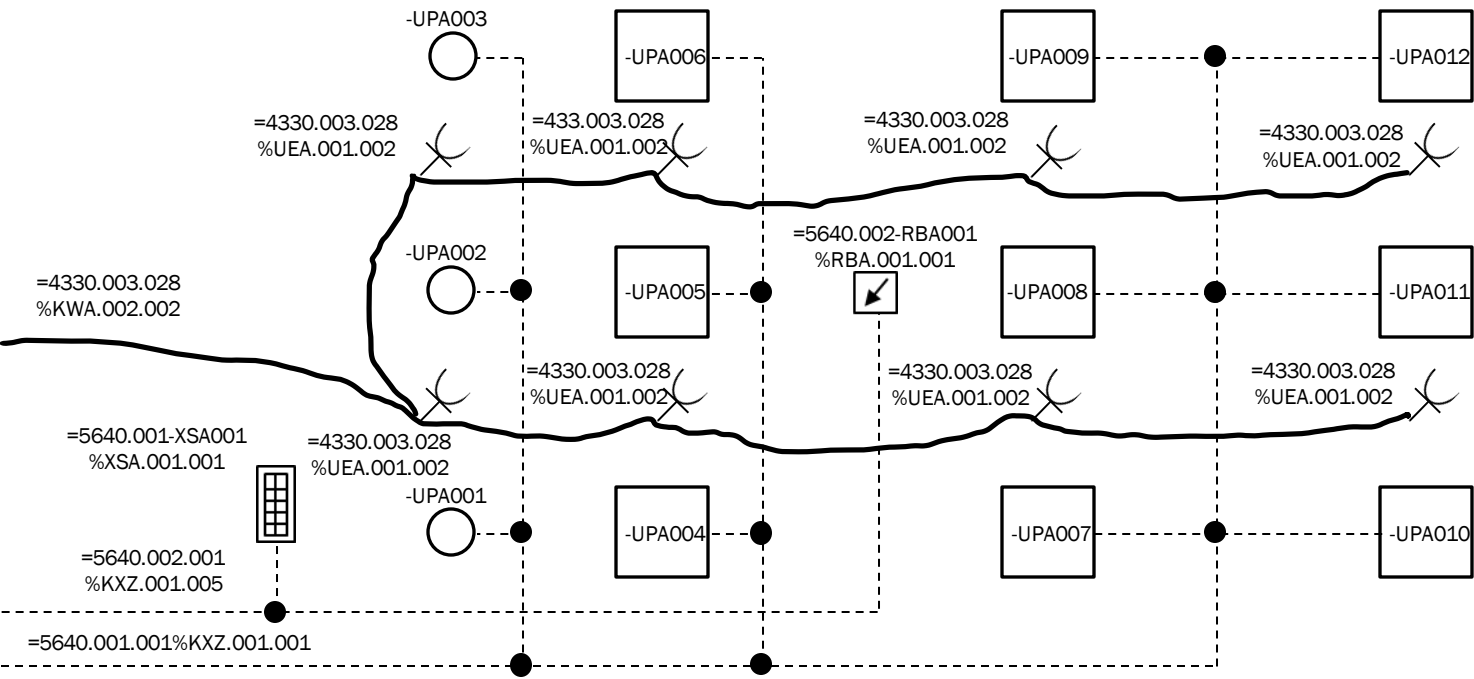 -UPA003
-UPA006
-UPA009
-UPA012
=4330.003.028
%UEA.001.002
=433.003.028
%UEA.001.002
=4330.003.028
%UEA.001.002
=4330.003.028
%UEA.001.002
=5640.002-RBA001
%RBA.001.001
-UPA002
-UPA005
-UPA008
-UPA011
=4330.003.028
%KWA.002.002
=4330.003.028
%UEA.001.002
=4330.003.028
%UEA.001.002
=4330.003.028
%UEA.001.002
=5640.001-XSA001
%XSA.001.001
=4330.003.028
%UEA.001.002
-UPA001
-UPA004
-UPA007
-UPA010
=5640.002.001
%KXZ.001.005
=5640.001.001%KXZ.001.001